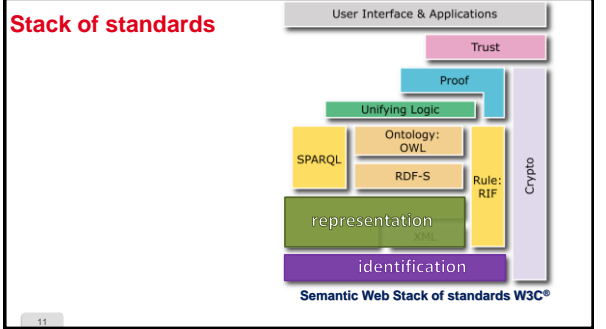 Stack of standards
User Interface & Applications
Trust
Proof
Unifying Logic
SPARQL
Ontology:
OWL
RDF-S
Rule:
RIF
Crypto
representation
XML
identification
Semantic Web Stack of standards W3C®
11